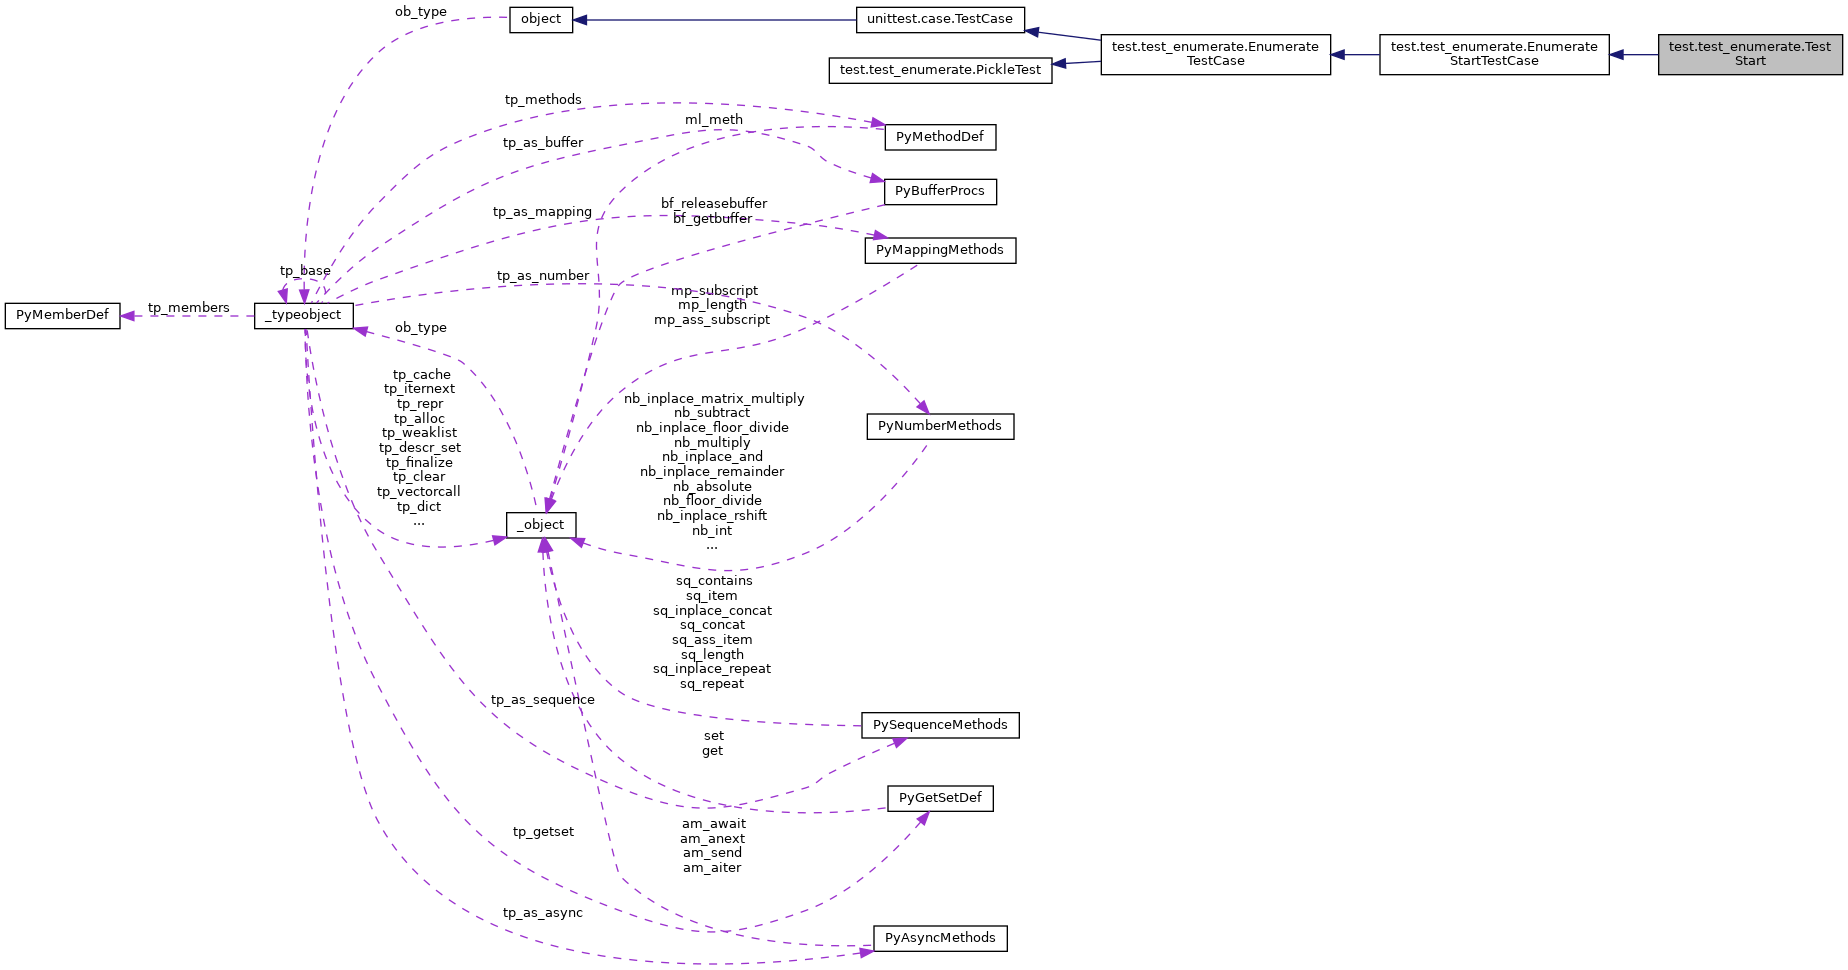 ob_type
object
unittest.case.TestCase
test.test_enumerate.Enumerate
TestCase
test.test_enumerate.Enumerate
StartTestCase
test.test_enumerate.Test
Start
test.test_enumerate.PickleTest
tp_methods
ml_meth
PyMethodDef
tp_as_buffer
PyBufferProcs
tp_as_mapping
bf_releasebuffer
bf_getbuffer
PyMappingMethods
tp_base
tp_as_number
mp_subscript
mp_length
mp_ass_subscript
PyMemberDef
tp_members
_typeobject
ob_type
tp_cache
tp_iternext
tp_repr
tp_alloc
tp_weaklist
tp_descr_set
tp_finalize
tp_clear
tp_vectorcall
tp_dict
...
nb_inplace_matrix_multiply
nb_subtract
nb_inplace_floor_divide
nb_multiply
nb_inplace_and
nb_inplace_remainder
nb_absolute
nb_floor_divide
nb_inplace_rshift
nb_int
...
PyNumberMethods
_object
sq_contains
sq_item
sq_inplace_concat
sq_concat
sq_ass_item
sq_length
sq_inplace_repeat
sq_repeat
tp_as_sequence
PySequenceMethods
set
get
PyGetSetDef
tp_getset
am_await
am_anext
am_send
am_aiter
tp_as_async
PyAsyncMethods